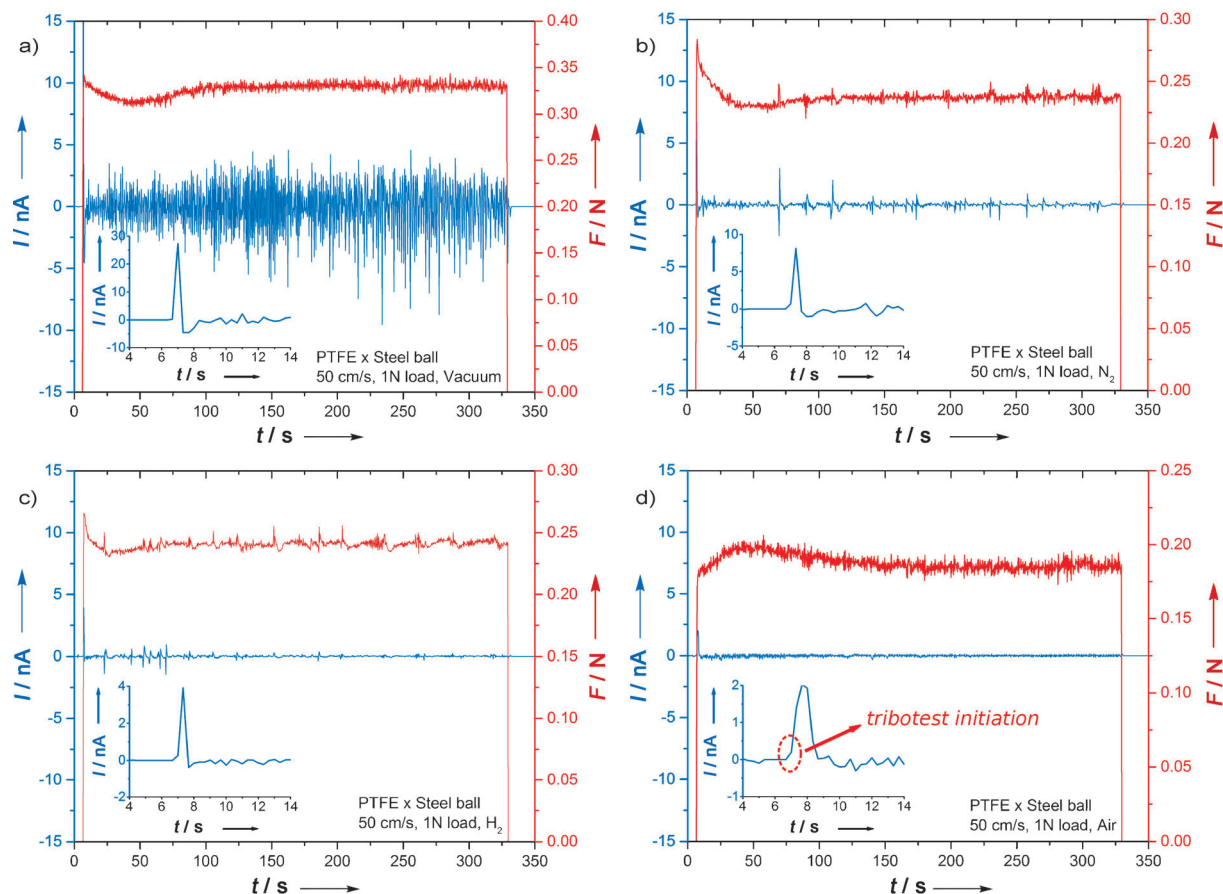 a)
15
10
5
0
-5
-10
-15
I / nA
0.40
0.35
0.30
0.25
0.20
0.15
0.10
0.05
0.00
F / N
30
20
10
0
-10
I / nA
4 6 8 10 12 14
t / s
PTFE x Steel ball
50 cm/s, 1N load, Vacuum
0 50 100 150 200 250 300 350
t / s
b)
15
10
5
0
-5
-10
-15
I / nA
0.30
0.25
0.20
0.15
0.10
0.05
0.00
F / N
10
5
0
-5
I / nA
4 6 8 10 12 14
t / s
PTFE x Steel ball
50 cm/s, 1N load, N₂
0 50 100 150 200 250 300 350
t / s
c)
15
10
5
0
-5
-10
-15
I / nA
0.30
0.25
0.20
0.15
0.10
0.05
0.00
F / N
4
2
0
-2
I / nA
4 6 8 10 12 14
t / s
PTFE x Steel ball
50 cm/s, 1N load, H₂
0 50 100 150 200 250 300 350
t / s
d)
15
10
5
0
-5
-10
-15
I / nA
0.25
0.20
0.15
0.10
0.05
0.00
F / N
2
1
0
-1
I / nA
tribotest initiation
4 6 8 10 12 14
t / s
PTFE x Steel ball
50 cm/s, 1N load, Air
0 50 100 150 200 250 300 350
t / s